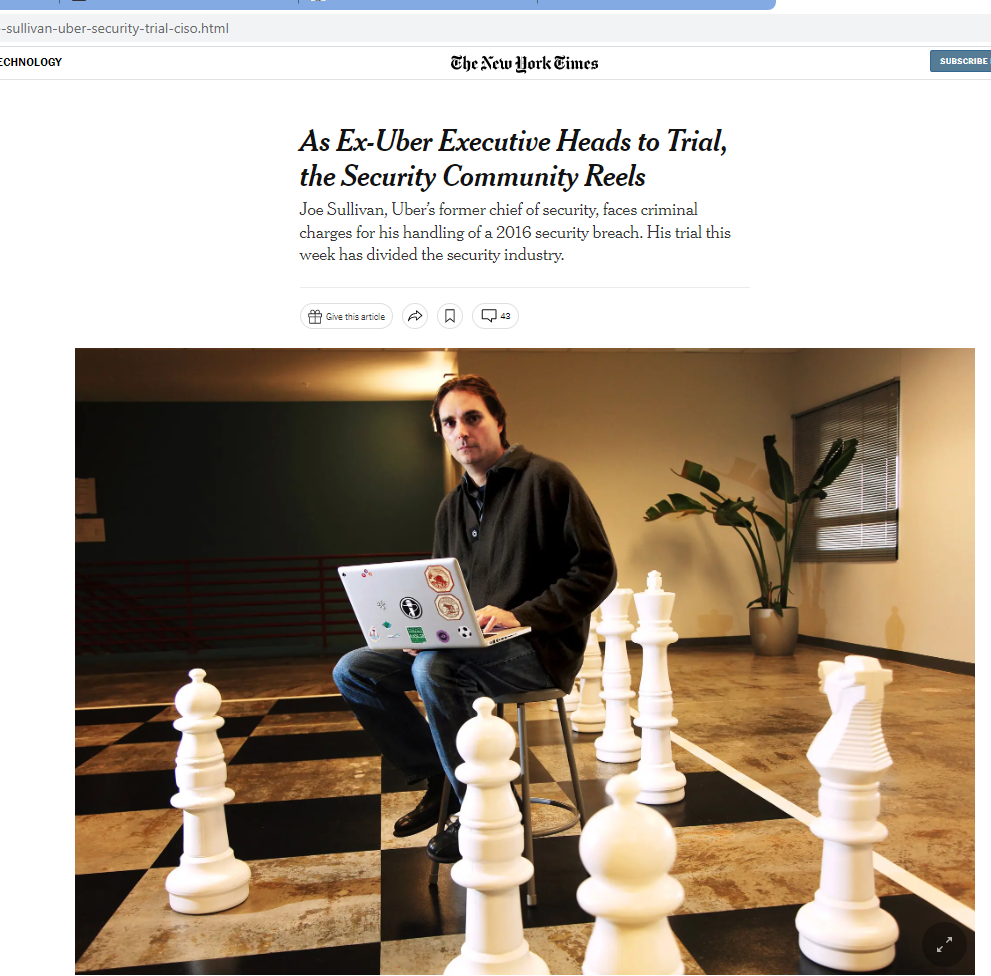 -sullivan-uber-security-trial-ciso.html
ECHNOLOGY
The New York Times
SUBSCRIBE
As Ex-Uber Executive Heads to Trial,
the Security Community Reels
Joe Sullivan, Uber’s former chief of security, faces criminal
charges for his handling of a 2016 security breach. His trial this
week has divided the security industry.
Give this article
43